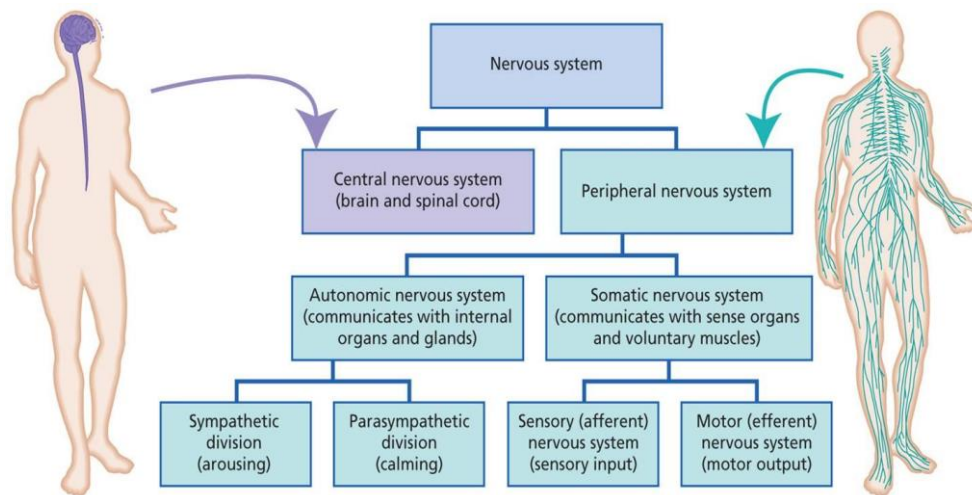 Nervous system
Central nervous system
(brain and spinal cord)
Peripheral nervous system
Autonomic nervous system
(communicates with internal
organs and glands)
Somatic nervous system
(communicates with sense organs
and voluntary muscles)
Sympathetic
division
(arousing)
Parasympathetic
division
(calming)
Sensory (afferent)
nervous system
(sensory input)
Motor (efferent)
nervous system
(motor output)